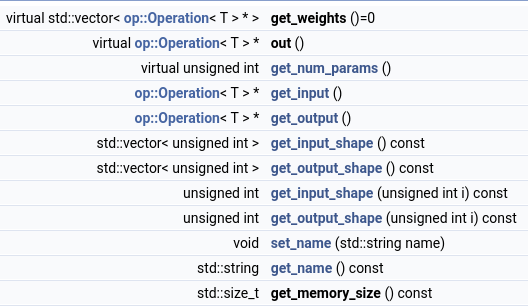 virtual std::vector< op::Operation< T > * > get_weights ()=0
virtual op::Operation< T > * out ()
virtual unsigned int get_num_params ()
op::Operation< T > * get_input ()
op::Operation< T > * get_output ()
std::vector< unsigned int > get_input_shape () const
std::vector< unsigned int > get_output_shape () const
unsigned int get_input_shape (unsigned int i) const
unsigned int get_output_shape (unsigned int i) const
void set_name (std::string name)
std::string get_name () const
std::size_t get_memory_size () const